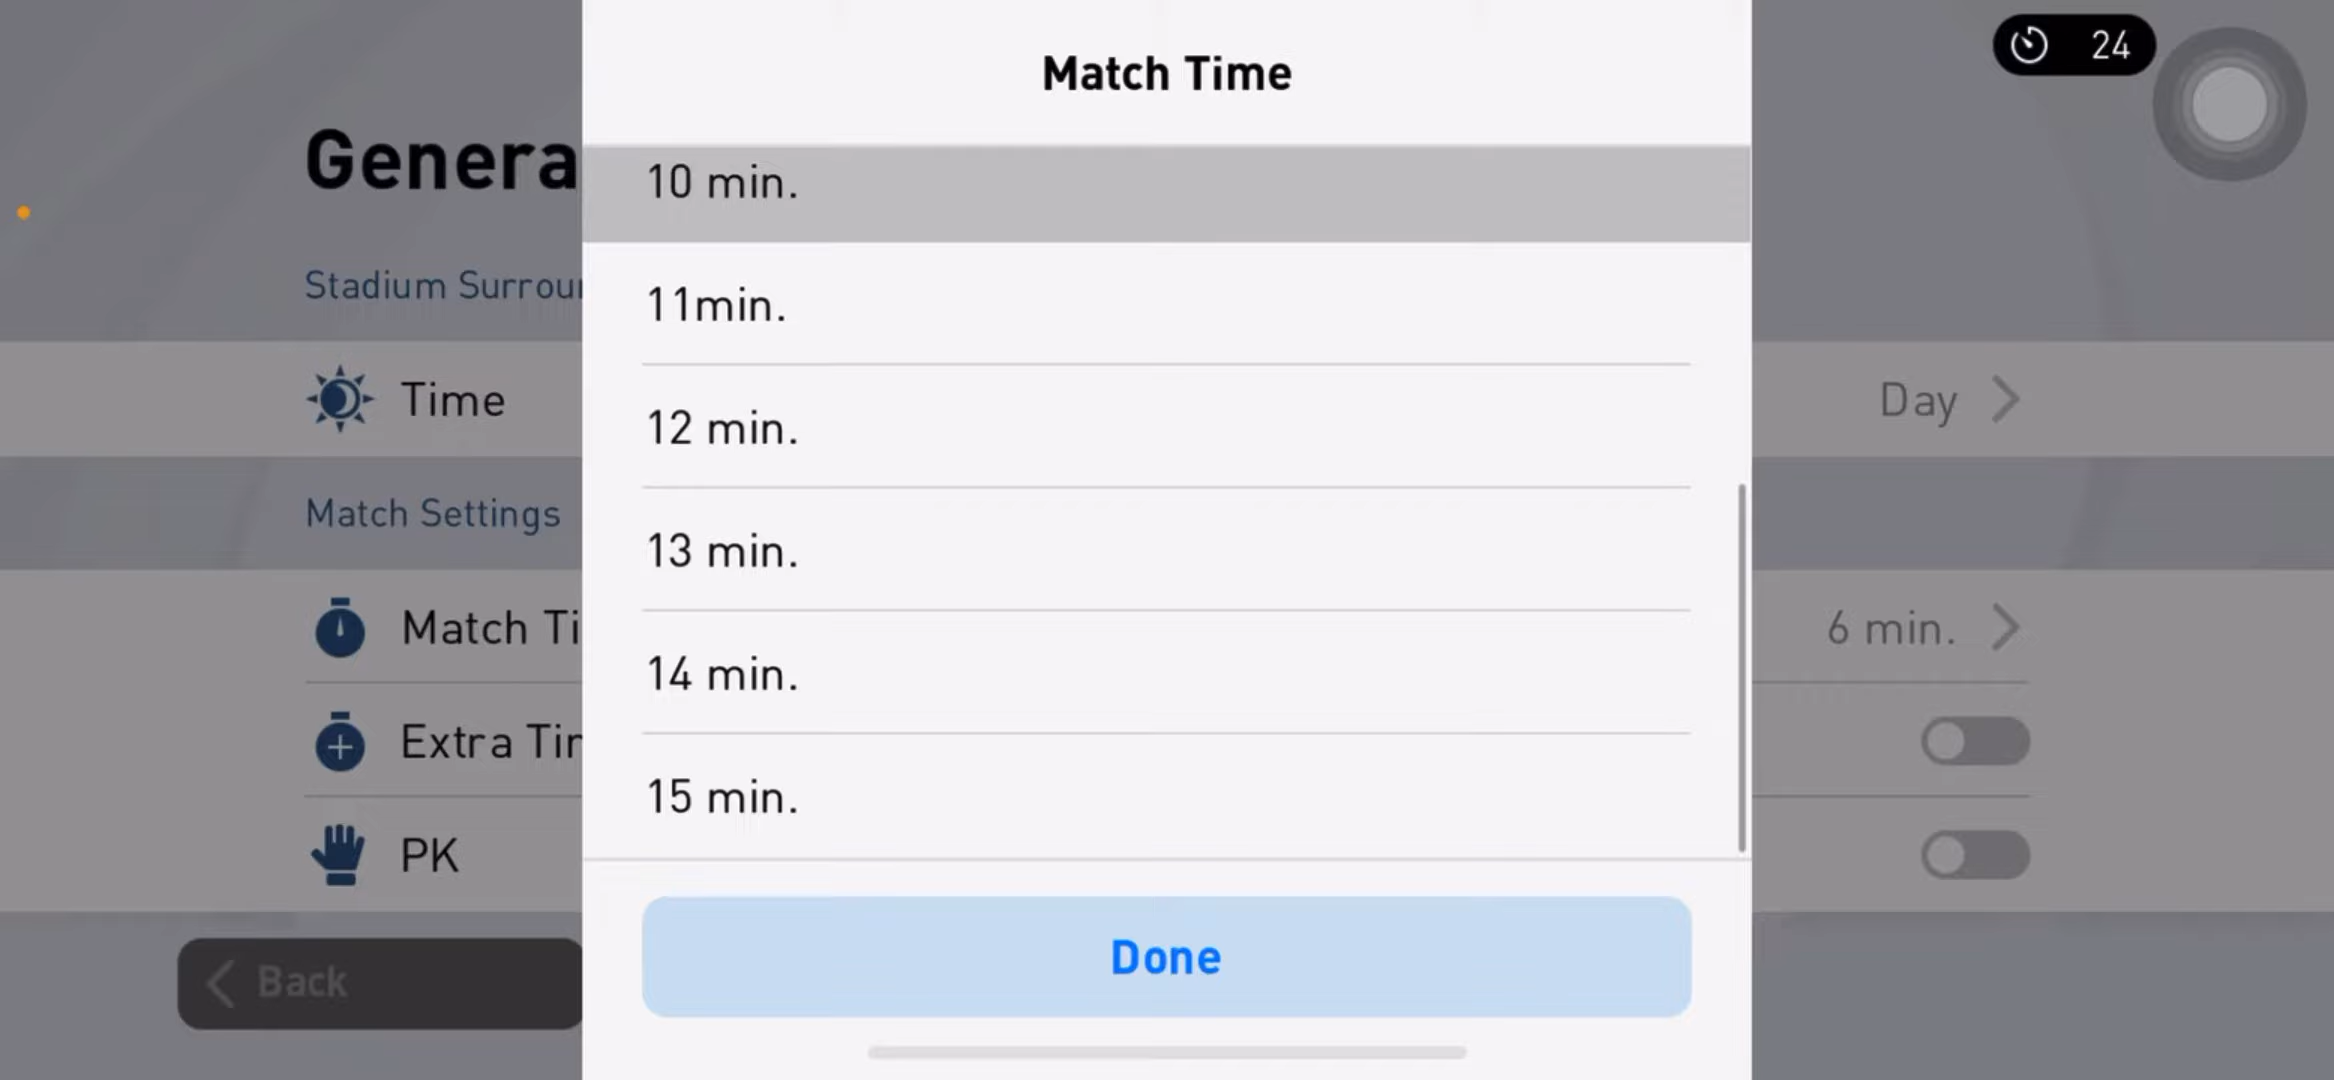 Match Time
24
Genera
10 min.
Stadium Surrou
11min.
Time
Day
12 min.
Match Settings
13 min.
Match Ti
6 min.
14 min.
Extra Tir
15 min.
PK
Done
Back